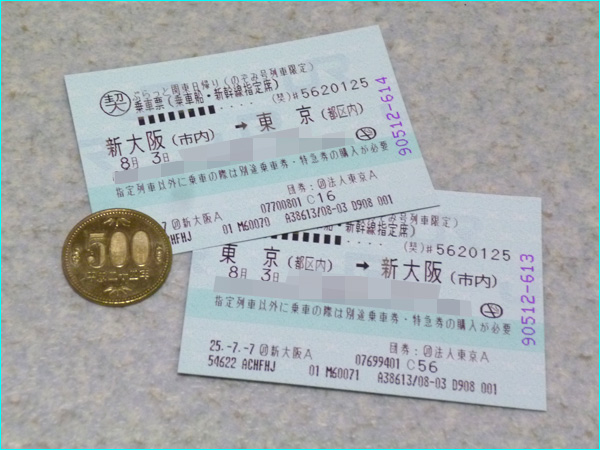 契 ぐらっと関東日帰り(のぞみ号列車限定)
乗車票(乗車船・新幹線指定席)
(契)#5620125
新大阪(市内) → 東京(都区内)
8月 3日
指定列車以外に乗車の際は別途乗車券・特急券の購入が必要
団券:団法人東京A
-7 団新大阪A 07700801 C16
HFHJ 01 M60070 A38613/08-03 D908 001
90512-614
500
ぞみ号列車限定)
新幹線指定席)
(契)#5620125
東京(都区内) → 新大阪(市内)
8月 3日
指定列車以外に乗車の際は別途乗車券・特急券の購入が必要
団券:団法人東京A
25.-7.-7 団新大阪A 07699401 C56
54622 ACHFHJ 01 M60071 A38613/08-03 D908 001
90512-613